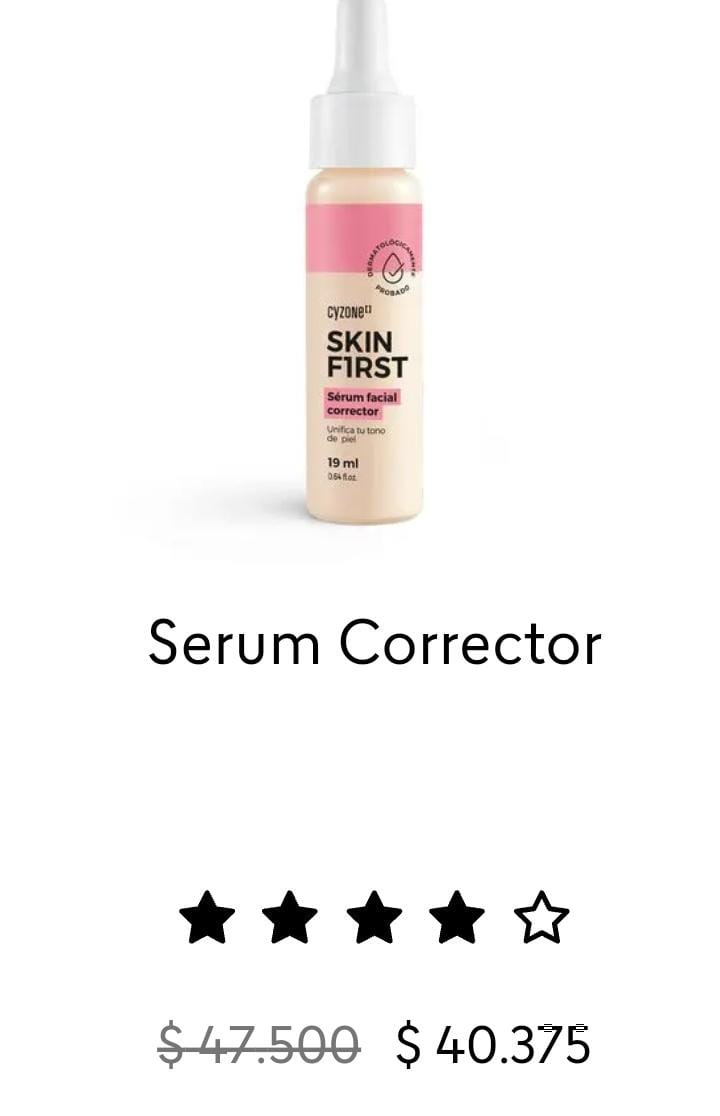 DERMATOLÓGICAMENTE
PROBADO
cyzone
SKIN
F1RST
Sérum facial
corrector
Unifica tu tono
de piel
19 ml
0.64 fl.oz.
Serum Corrector
$ 47.500 $ 40.375